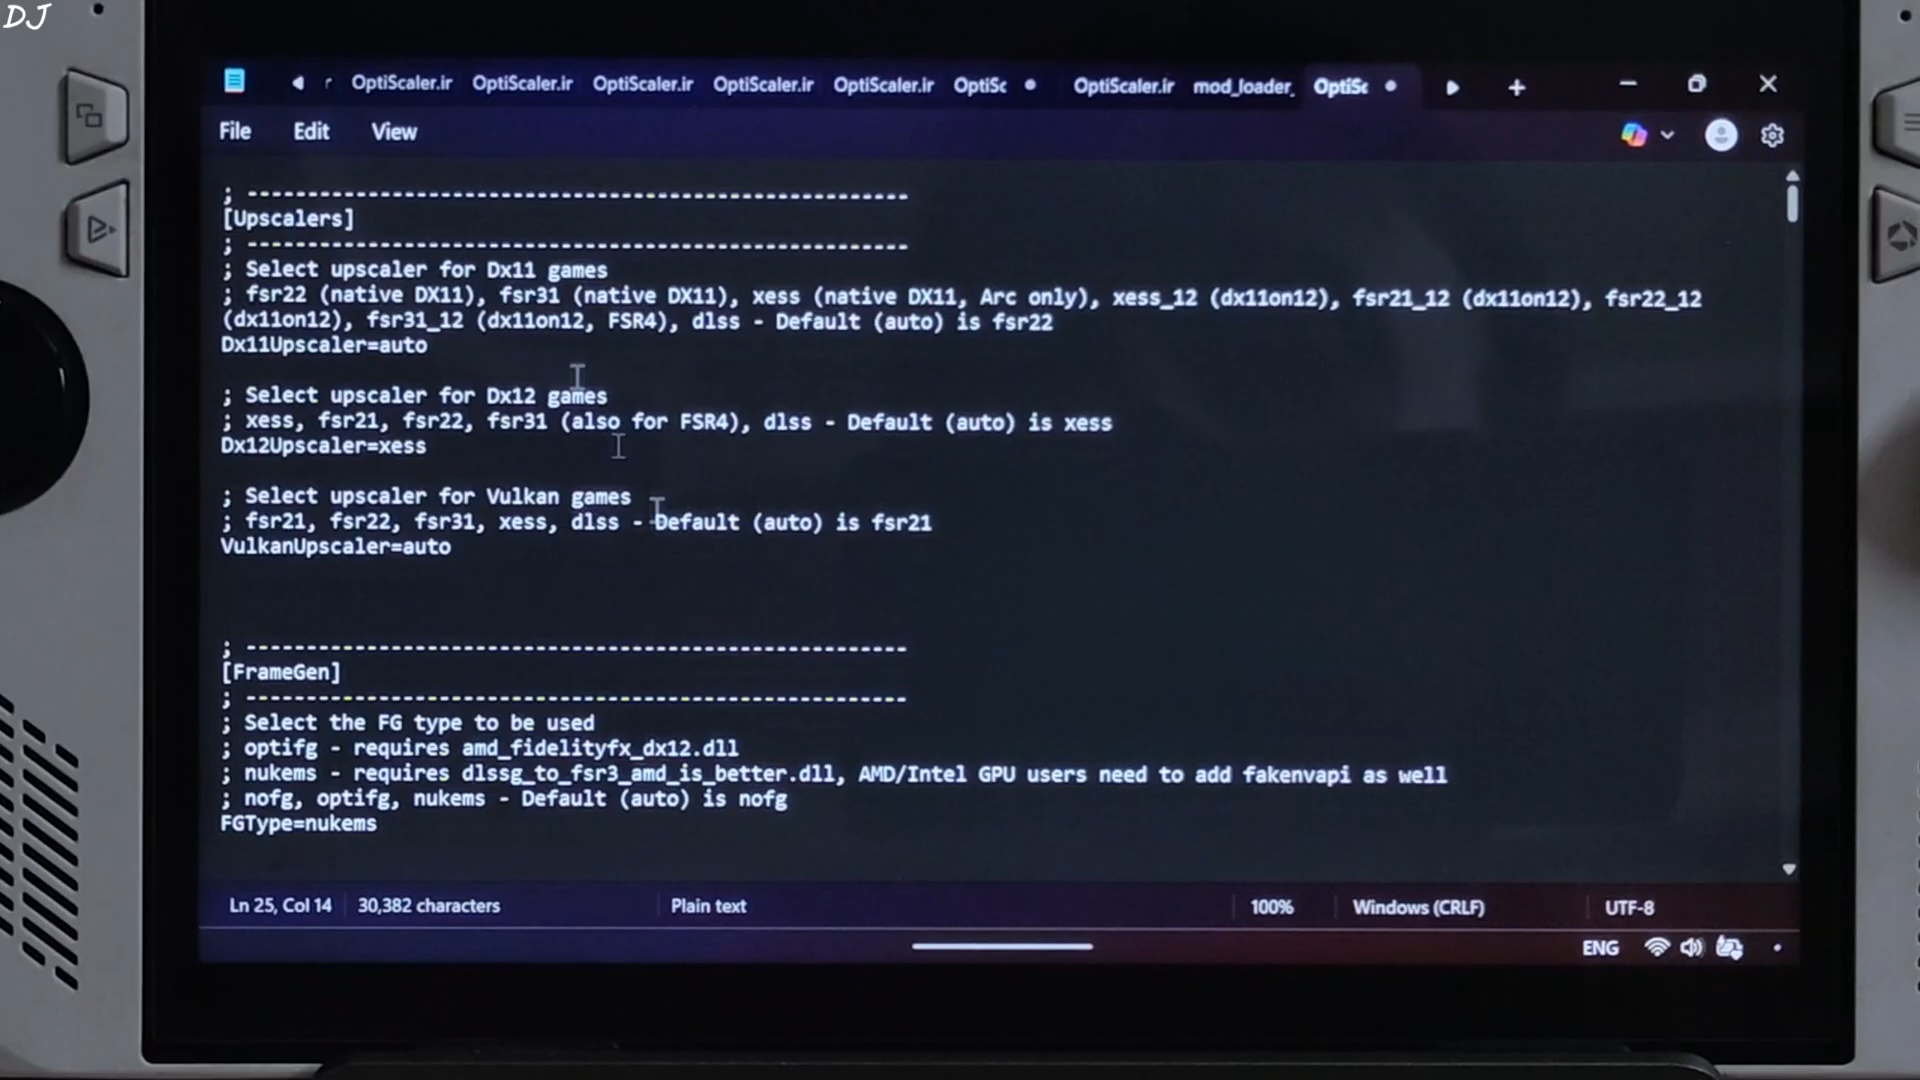 DJ
OptiScaler.ir OptiScaler.ir OptiScaler.ir OptiScaler.ir OptiScaler.ir OptiSc OptiScaler.ir mod_loader_ OptiSc
File Edit View
; -------------------------------------------------------
[Upscalers]
; -------------------------------------------------------
; Select upscaler for Dx11 games
; fsr22 (native DX11), fsr31 (native DX11), xess (native DX11, Arc only), xess_12 (dx11on12), fsr21_12 (dx11on12), fsr22_12
(dx11on12), fsr31_12 (dx11on12, FSR4), dlss - Default (auto) is fsr22
Dx11Upscaler=auto
; Select upscaler for Dx12 games
; xess, fsr21, fsr22, fsr31 (also for FSR4), dlss - Default (auto) is xess
Dx12Upscaler=xess
; Select upscaler for Vulkan games
; fsr21, fsr22, fsr31, xess, dlss - Default (auto) is fsr21
VulkanUpscaler=auto
; -------------------------------------------------------
[FrameGen]
; -------------------------------------------------------
; Select the FG type to be used
; optifg - requires amd_fidelityfx_dx12.dll
; nukems - requires dlssg_to_fsr3_amd_is_better.dll, AMD/Intel GPU users need to add fakenvapi as well
; nofg, optifg, nukems - Default (auto) is nofg
FGType=nukems
Ln 25, Col 14 30,382 characters Plain text 100% Windows (CRLF) UTF-8
ENG